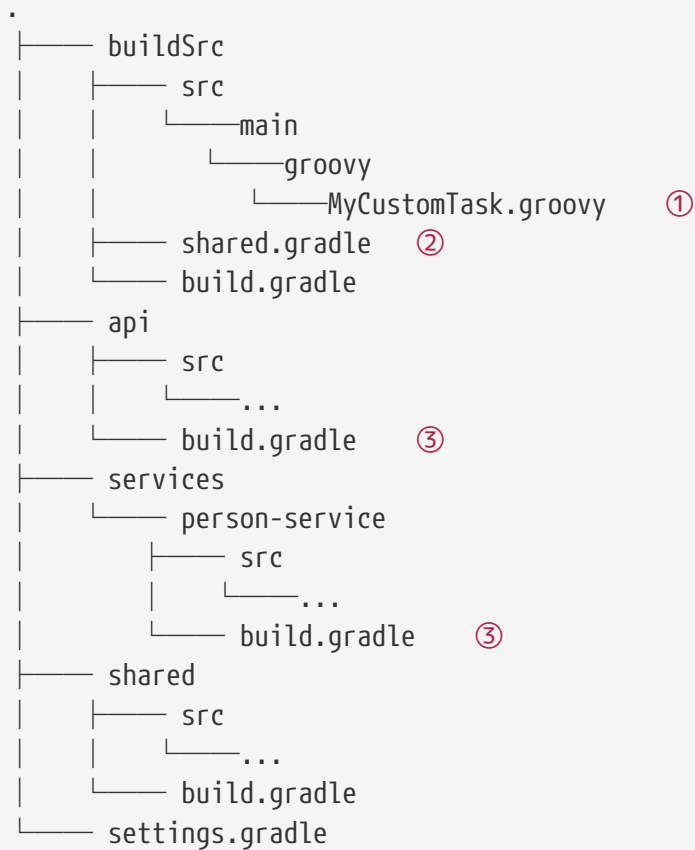 .
├── buildSrc
│   ├── src
│   │   └──main
│   │      └──groovy
│   │         └──MyCustomTask.groovy   ①
│   ├── shared.gradle   ②
│   └── build.gradle
├── api
│   ├── src
│   │   └──...
│   └── build.gradle   ③
├── services
│   └── person-service
│       ├── src
│       │   └──...
│       └── build.gradle   ③
├── shared
│   ├── src
│   │   └──...
│   └── build.gradle
└── settings.gradle